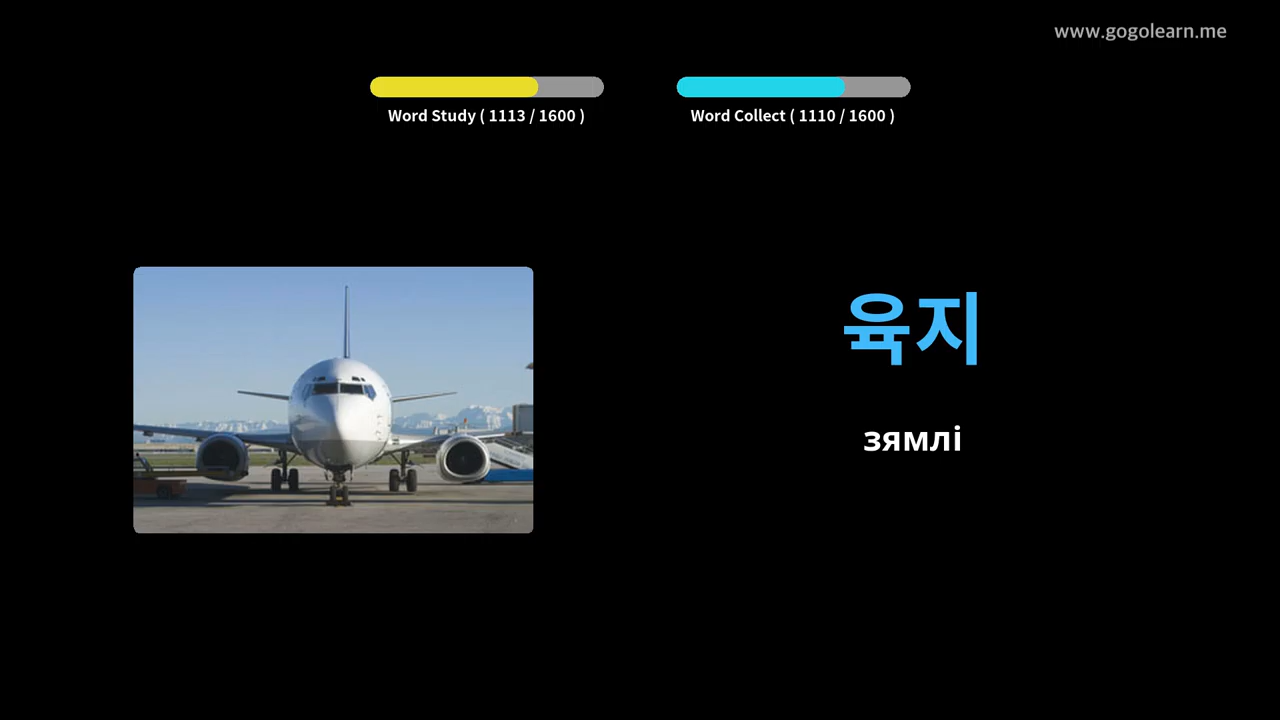 www.gogolearn.me
Word Study ( 1113 / 1600 )
Word Collect ( 1110 / 1600 )
육지
зямлі